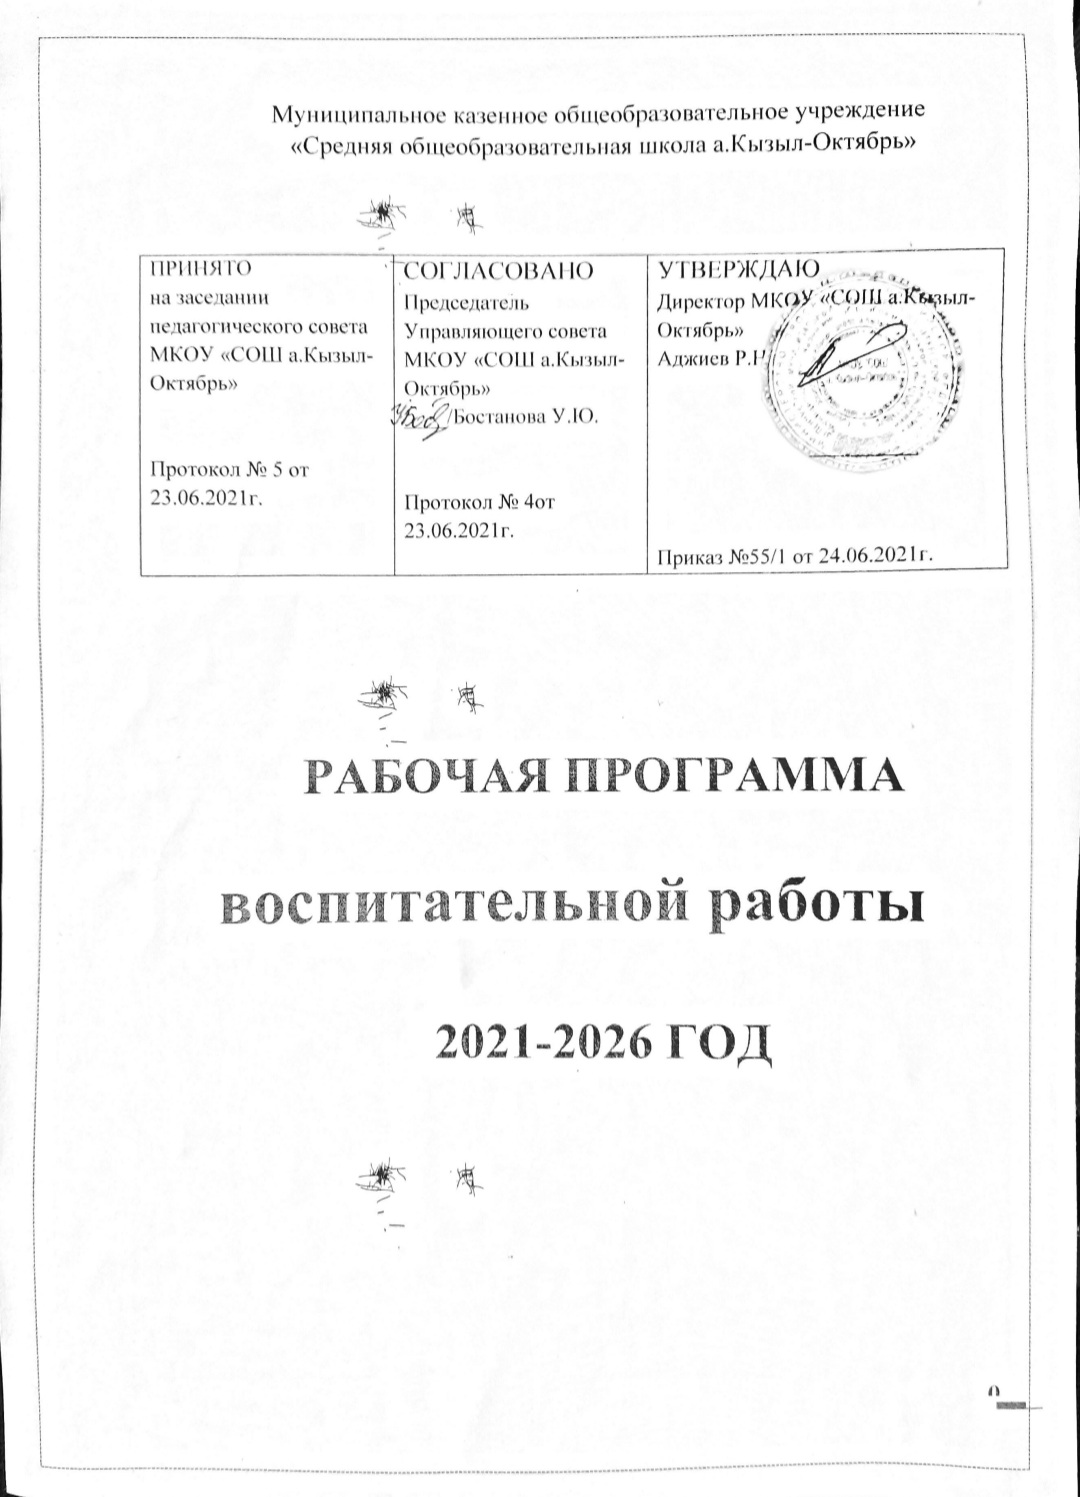 Муниципальное казенное общеобразовательное учреждение
«Средняя общеобразовательная школа а.Кызыл-Октябрь»
ПРИНЯТО
на заседании
педагогического совета
МКОУ «СОШ а.Кызыл-
Октябрь»
Протокол № 5 от
23.06.2021г.
СОГЛАСОВАНО
Председатель
Управляющего совета
МКОУ «СОШ а.Кызыл-
Октябрь»
/Бостанова У.Ю.
Протокол № 4от
23.06.2021г.
УТВЕРЖДАЮ
Директор МКОУ «СОШ а.Кызыл-
Октябрь»
Аджиев Р.Н
Приказ №55/1 от 24.06.2021г.
РАБОЧАЯ ПРОГРАММА
воспитательной работы
2021-2026 ГОД
0